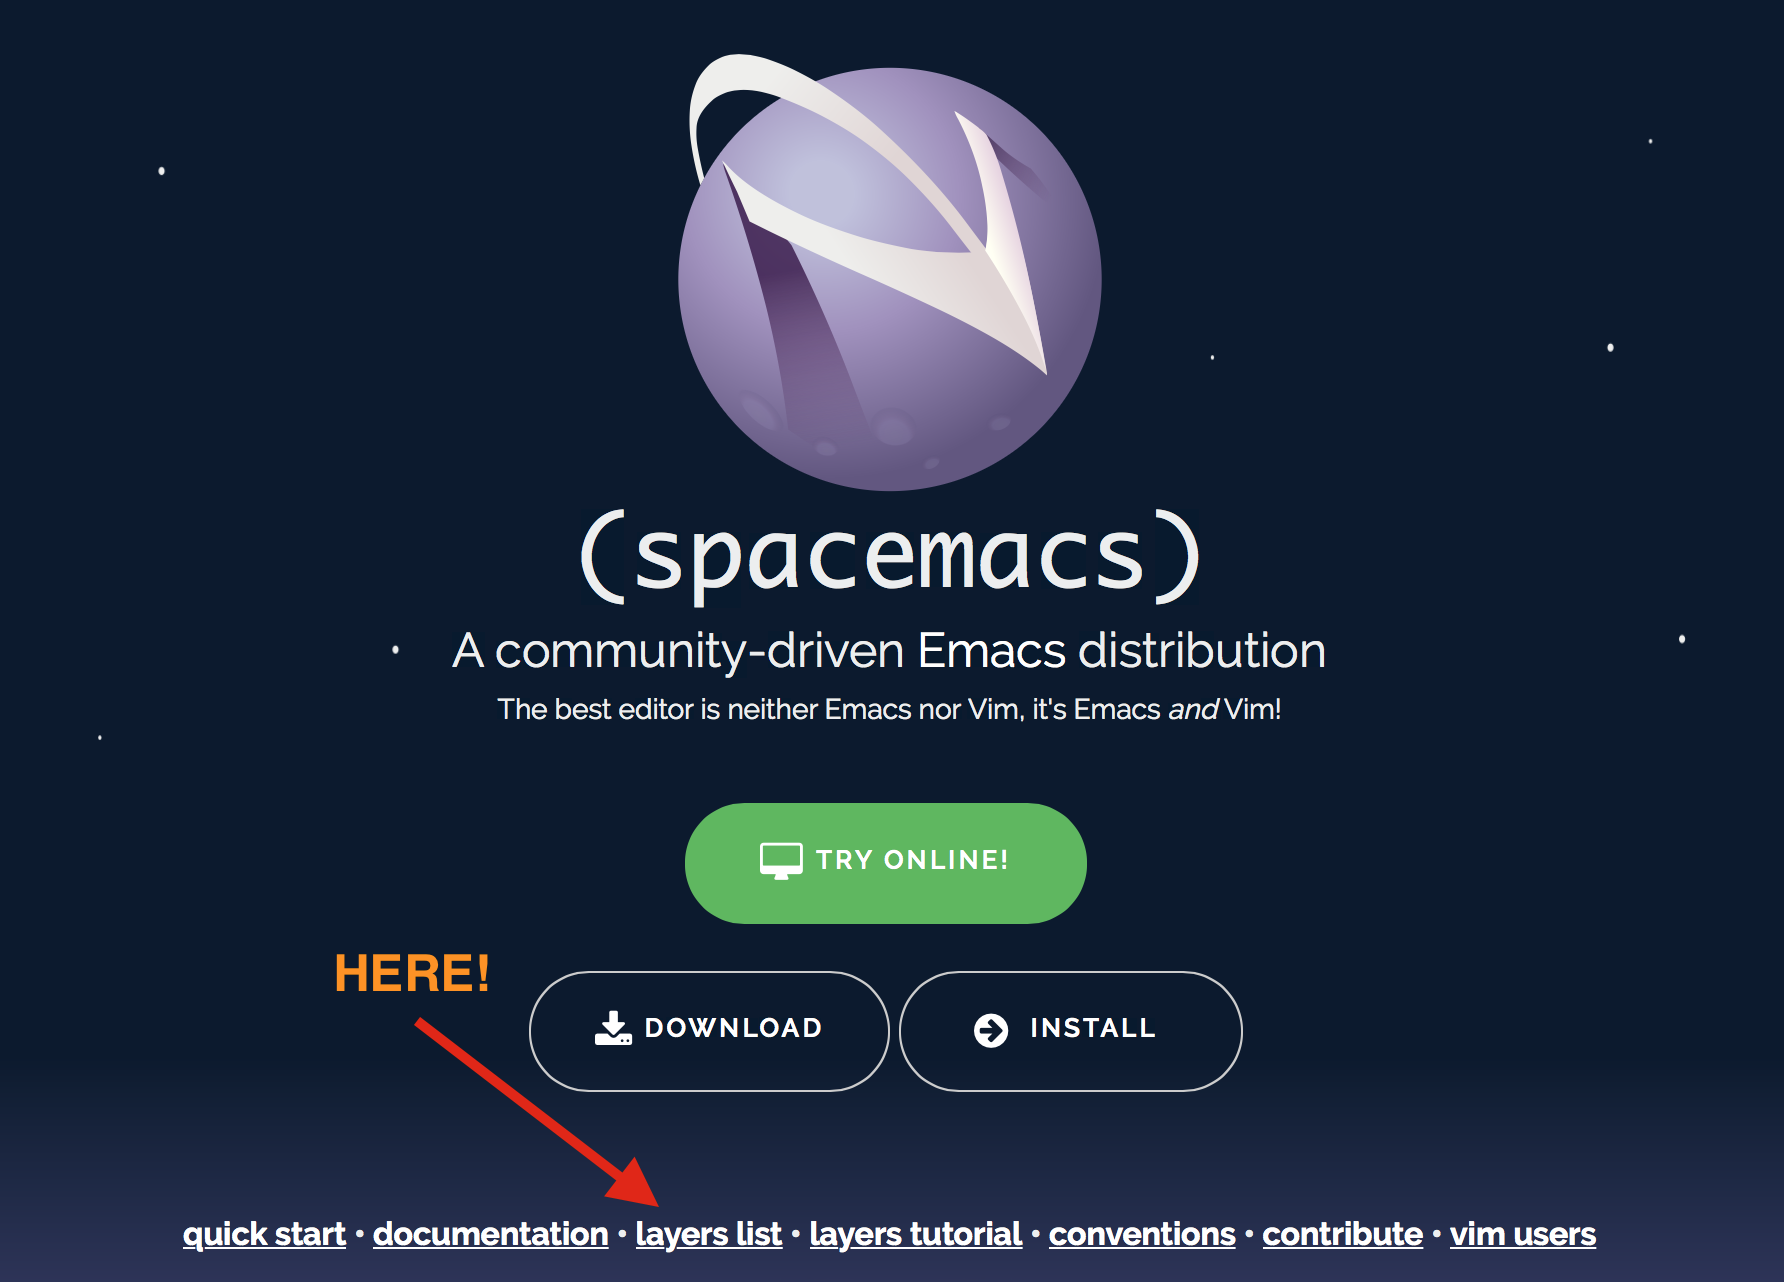 (spacemacs)
A community-driven Emacs distribution
The best editor is neither Emacs nor Vim, it's Emacs and Vim!
TRY ONLINE!
HERE!
DOWNLOAD
INSTALL
quick start • documentation • layers list • layers tutorial • conventions • contribute • vim users